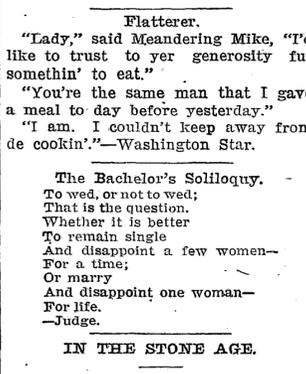 Flatterer.
"Lady," said Meandering Mike, "I'
like to trust to yer generosity
somethin' to eat."
"You're the same man that I
a meal to day before yesterday."
"I am. I couldn't keep away
de cookin'."—Washington Star.
The Bachelor's Soliloquy.
To wed, or not to wed;
That is the question.
Whether it is better
To remain single
And disappoint a few women—
For a time;
Or marry
And disappoint one woman—
For life.
—Judge.
IN THE STONE AGE.